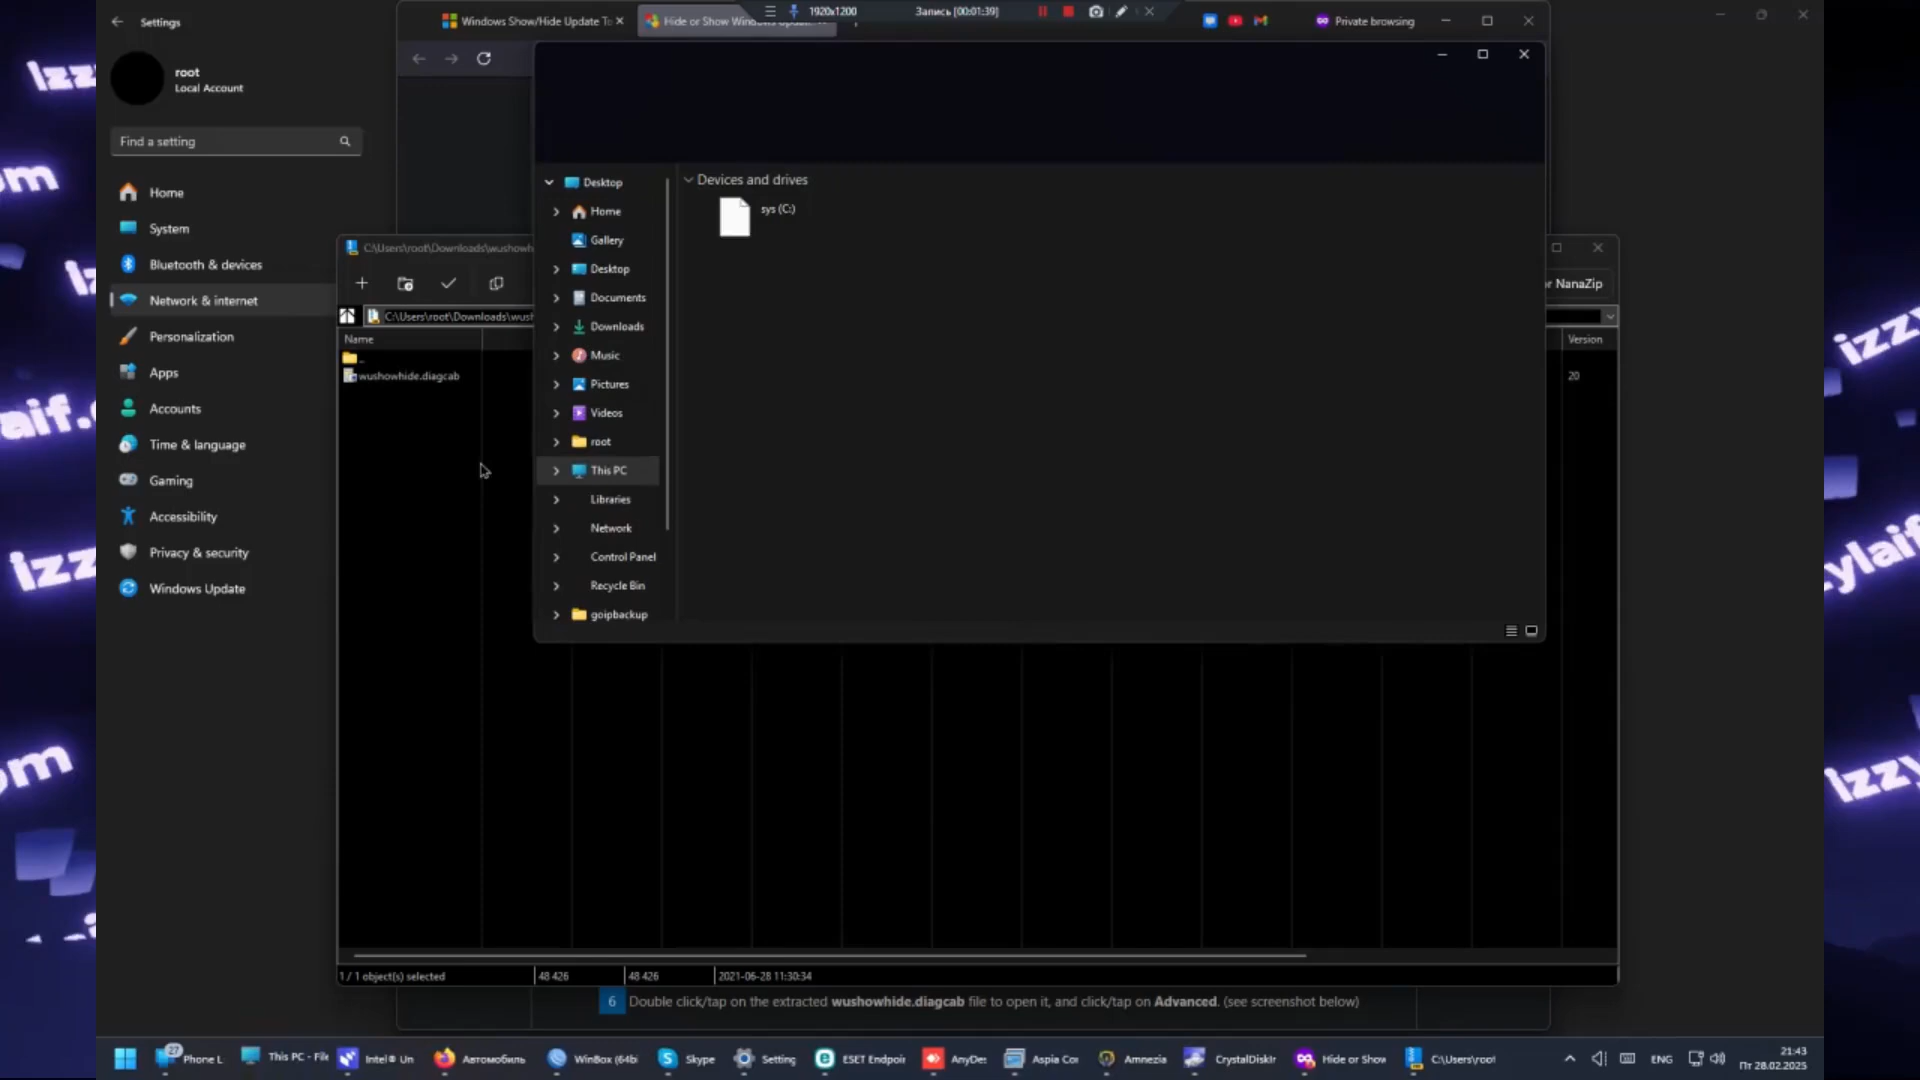 Settings
root
Local Account
Find a setting
Home
System
Bluetooth & devices
Network & internet
Personalization
Apps
Accounts
Time & language
Gaming
Accessibility
Privacy & security
Windows Update
Windows Show/Hide Update To
Hide or Show Windows
1920x1200
Запись [00:01:39]
Private browsing
Desktop
Home
Gallery
Desktop
Documents
Downloads
Music
Pictures
Videos
root
This PC
Libraries
Network
Control Panel
Recycle Bin
goipbackup
Devices and drives
sys (C:)
C:\Users\root\Downloads\wushowh
NanaZip
C:\Users\root\Downloads\wush
Name
Version
wushowhide.diagcab
20
1 / 1 object(s) selected
48 426
48 426
2021-06-28 11:30:34
6 Double click/tap on the extracted wushowhide.diagcab file to open it, and click/tap on Advanced. (see screenshot below)
27
Phone L
This PC - File
Intel® Un
Автомобиль
WinBox (64bi
Skype
Setting
ESET Endpoin
AnyDes
Aspia Co
Amnezia
CrystalDiskIr
Hide or Show
C:\Users\root
ENG
21:43
Пт 28.02.2025